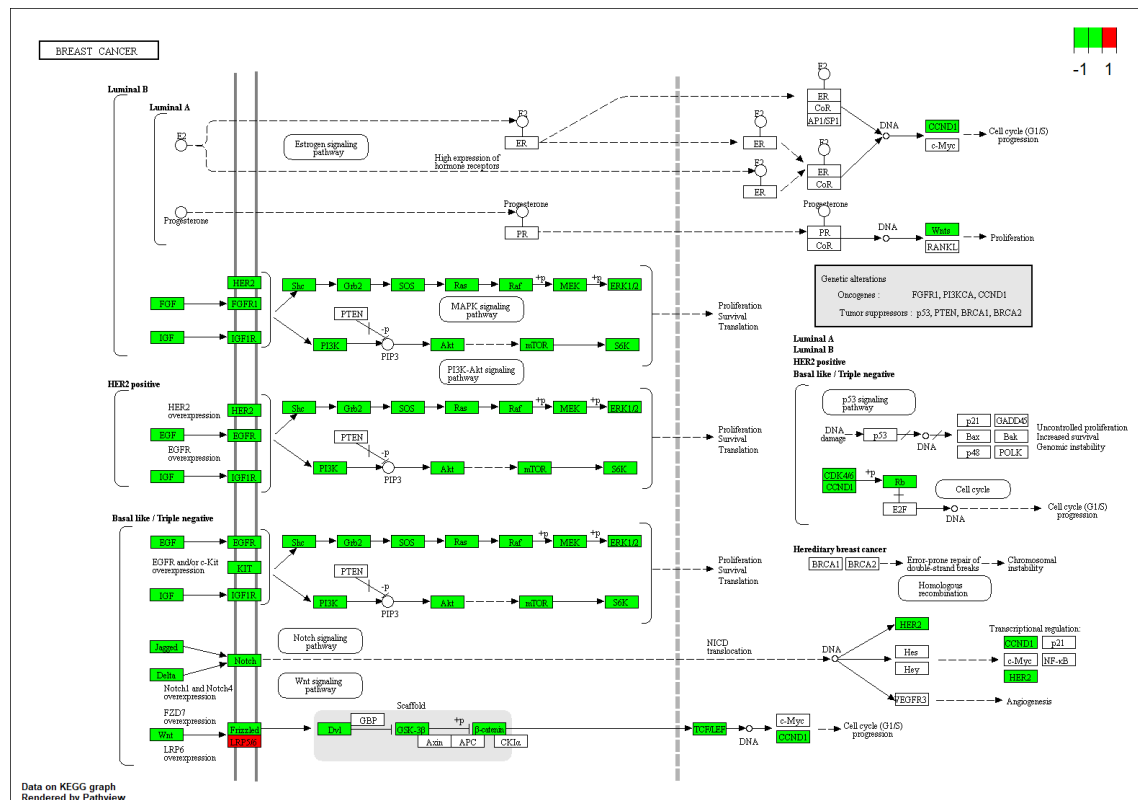 BREAST CANCER
-1 1
Luminal B
Luminal A
E2
Estrogen signaling
pathway
High expression of
hormone receptors
E2
ER
E2
ER
E2
ER
E2
ER
CoR
AP1/SP1
E2
ER
CoR
DNA
CCND1
c-Myc
Cell cycle (G1/S)
progression
Progesterone
Progesterone
PR
Progesterone
PR
CoR
DNA
Wnts
RANKL
Proliferation
Genetic alterations
Oncogenes : FGFR1, PI3KCA, CCND1
Tumor suppressors : p53, PTEN, BRCA1, BRCA2
HER2
FGF
FGFR1
IGF
IGF1R
Shc
Grb2
SOS
Ras
Raf
+p
MEK
+p
ERK1/2
MAPK signaling
pathway
PTEN
-p
PI3K
PIP3
Akt
mTOR
S6K
PI3K-Akt signaling
pathway
Proliferation
Survival
Translation
HER2 positive
HER2
overexpression
HER2
EGF
EGFR
EGFR
overexpression
IGF
IGF1R
Shc
Grb2
SOS
Ras
Raf
+p
MEK
+p
ERK1/2
PTEN
-p
PI3K
PIP3
Akt
mTOR
S6K
Proliferation
Survival
Translation
Basal like / Triple negative
EGF
EGFR
EGFR and/or c-Kit
overexpression
KIT
IGF
IGF1R
Shc
Grb2
SOS
Ras
Raf
+p
MEK
+p
ERK1/2
PTEN
-p
PI3K
PIP3
Akt
mTOR
S6K
Proliferation
Survival
Translation
Luminal A
Luminal B
HER2 positive
Basal like / Triple negative
p53 signaling
pathway
DNA
damage
p53
DNA
p21
GADD45
Bax
Bak
p48
POLK
Uncontrolled proliferation
Increased survival
Genomic instability
CDK4/6
CCND1
+p
Rb
E2F
Cell cycle
DNA
Cell cycle (G1/S)
progression
Hereditary breast cancer
BRCA1
BRCA2
Error-prone repair of
double-strand breaks
Chromosomal
instability
Homologous
recombination
Jagged
Delta
Notch
Notch signaling
pathway
Notch1 and Notch4
overexpression
NICD
translocation
DNA
HER2
Hes
Hey
VEGFR3
Transcriptional regulation:
CCND1
p21
c-Myc
NF-κB
HER2
Angiogenesis
Wnt signaling
pathway
FZD7
overexpression
Wnt
LRP6
overexpression
Frizzled
LRP5/6
Scaffold
Dvl
GBP
GSK-3β
+p
β-catenin
Axin
APC
CKIα
TCF/LEF
DNA
c-Myc
CCND1
Cell cycle (G1/S)
progression
Data on KEGG graph
Rendered by Pathview